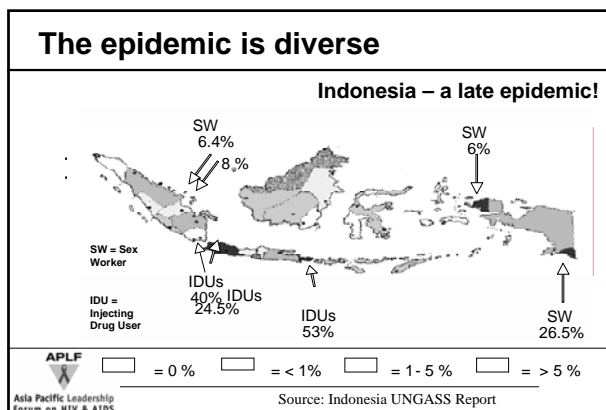 The epidemic is diverse
Indonesia – a late epidemic!
SW
6.4%
8 %
SW
6%
SW = Sex
Worker
IDU =
Injecting
Drug User
IDUs
40%
IDUs
24.5%
IDUs
53%
SW
26.5%
APLF
Asia Pacific Leadership
Forum on HIV & AIDS
= 0 %
= < 1%
= 1 - 5 %
= > 5 %
Source: Indonesia UNGASS Report